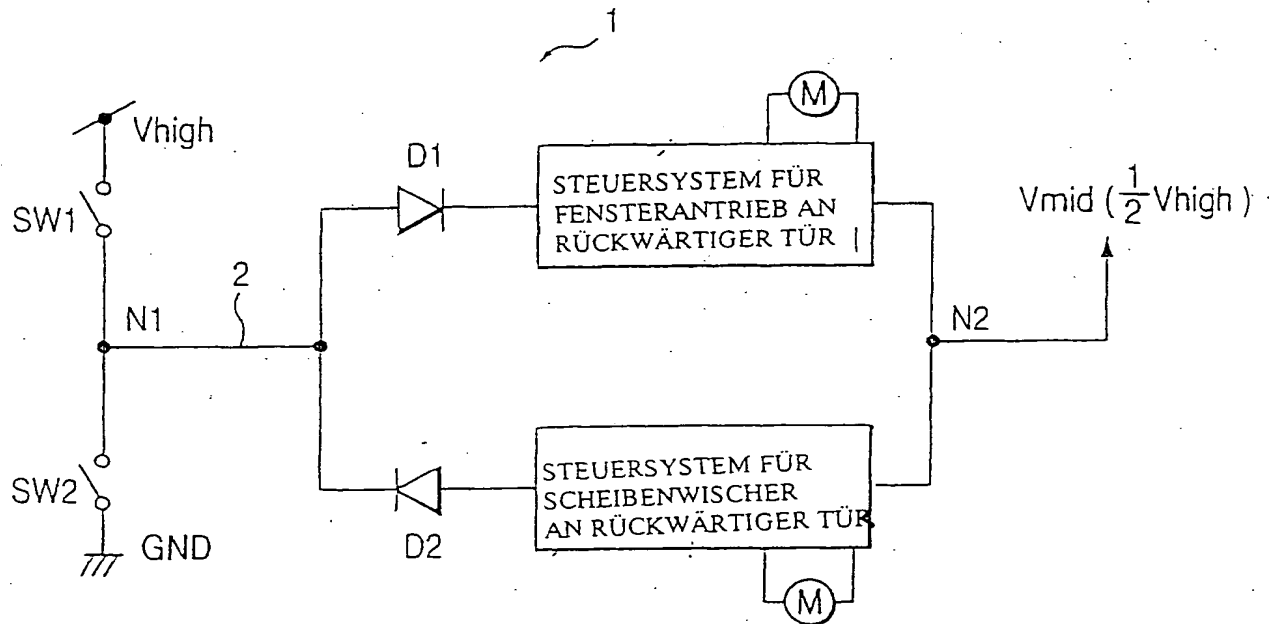 1
M
Vhigh
D1
STEUERSYSTEM FÜR
FENSTERANTRIEB AN
RÜCKWÄRTIGER TÜR
Vmid ( 1/2 Vhigh )
SW1
2
N1
N2
STEUERSYSTEM FÜR
SCHEIBENWISCHER
AN RÜCKWÄRTIGER TÜR
SW2
GND
D2
M